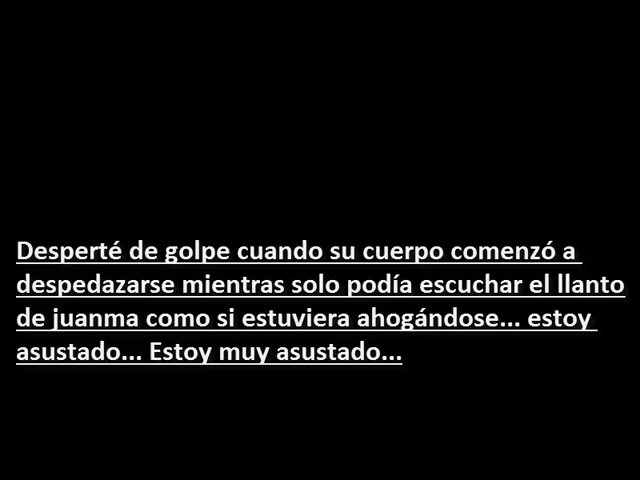 Desperté de golpe cuando su cuerpo comenzó a
despedazarse mientras solo podía escuchar el llanto
de juanma como si estuviera ahogándose... estoy
asustado... Estoy muy asustado...